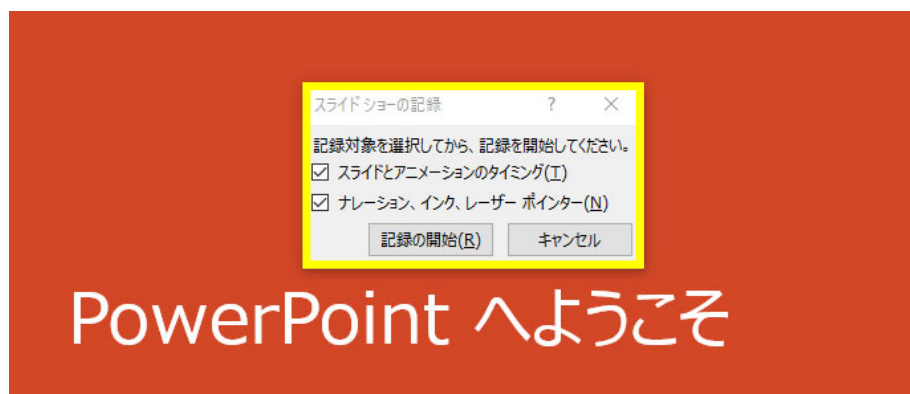 スライド ショーの記録 ? ×
記録対象を選択してから、記録を開始してください。
スライドとアニメーションのタイミング(T)
ナレーション、インク、レーザー ポインター(N)
記録の開始(R) キャンセル
PowerPoint へようこそ